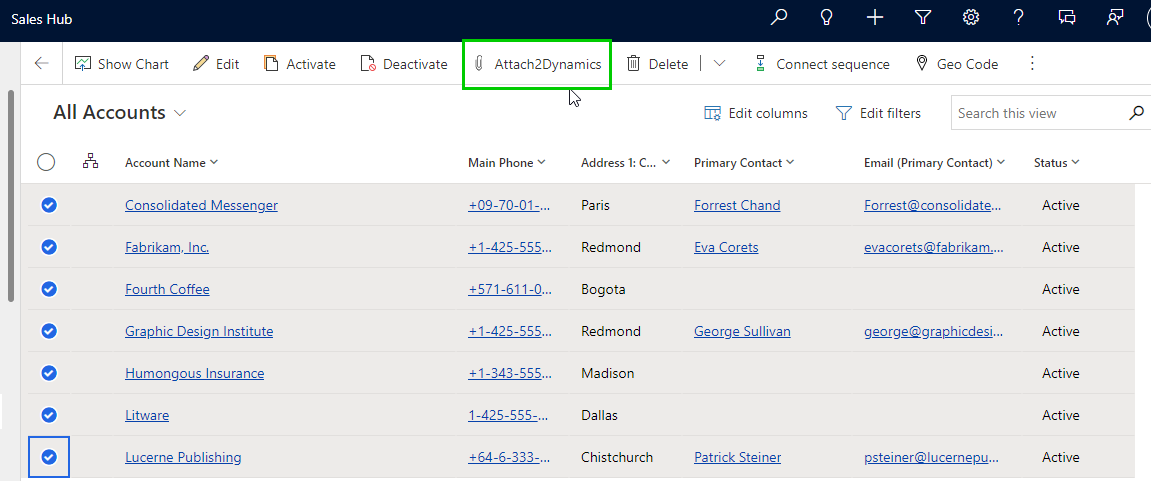 Sales Hub
Show Chart Edit Activate Deactivate Attach2Dynamics Delete Connect sequence Geo Code
All Accounts Edit columns Edit filters Search this view
Account Name Main Phone Address 1: C... Primary Contact Email (Primary Contact) Status
Consolidated Messenger +09-70-01-... Paris Forrest Chand Forrest@consolidate... Active
Fabrikam, Inc. +1-425-555... Redmond Eva Corets evacorets@fabrikam.... Active
Fourth Coffee +571-611-0... Bogota Active
Graphic Design Institute +1-425-555... Redmond George Sullivan george@graphicdesi... Active
Humongous Insurance +1-343-555... Madison Active
Litware 1-425-555-... Dallas Active
Lucerne Publishing +64-6-333-... Chistchurch Patrick Steiner psteiner@lucernepu... Active